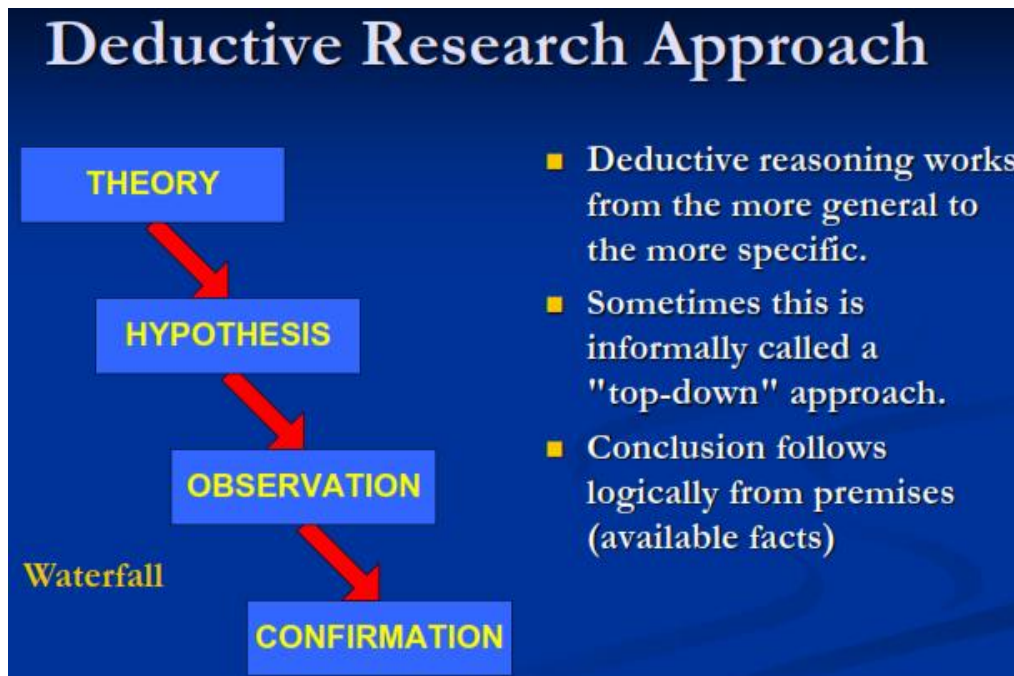 Deductive Research Approach
THEORY
HYPOTHESIS
OBSERVATION
Waterfall
CONFIRMATION
Deductive reasoning works
from the more general to
the more specific.
Sometimes this is
informally called a
"top-down" approach.
Conclusion follows
logically from premises
(available facts)